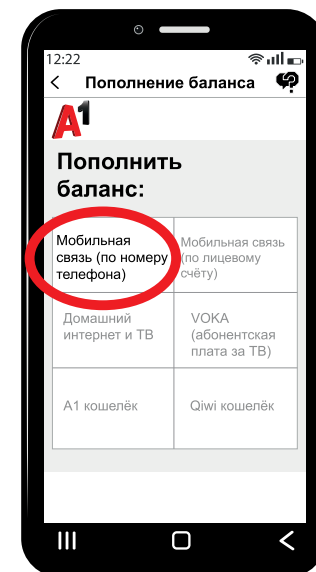 12:22
Пополнение баланса
A1
Пополнить
баланс:
Мобильная
связь (по номеру
телефона)
Мобильная связь
(по лицевому
счёту)
Домашний
интернет и ТВ
VOKA
(абонентская
плата за ТВ)
А1 кошелёк
Qiwi кошелёк